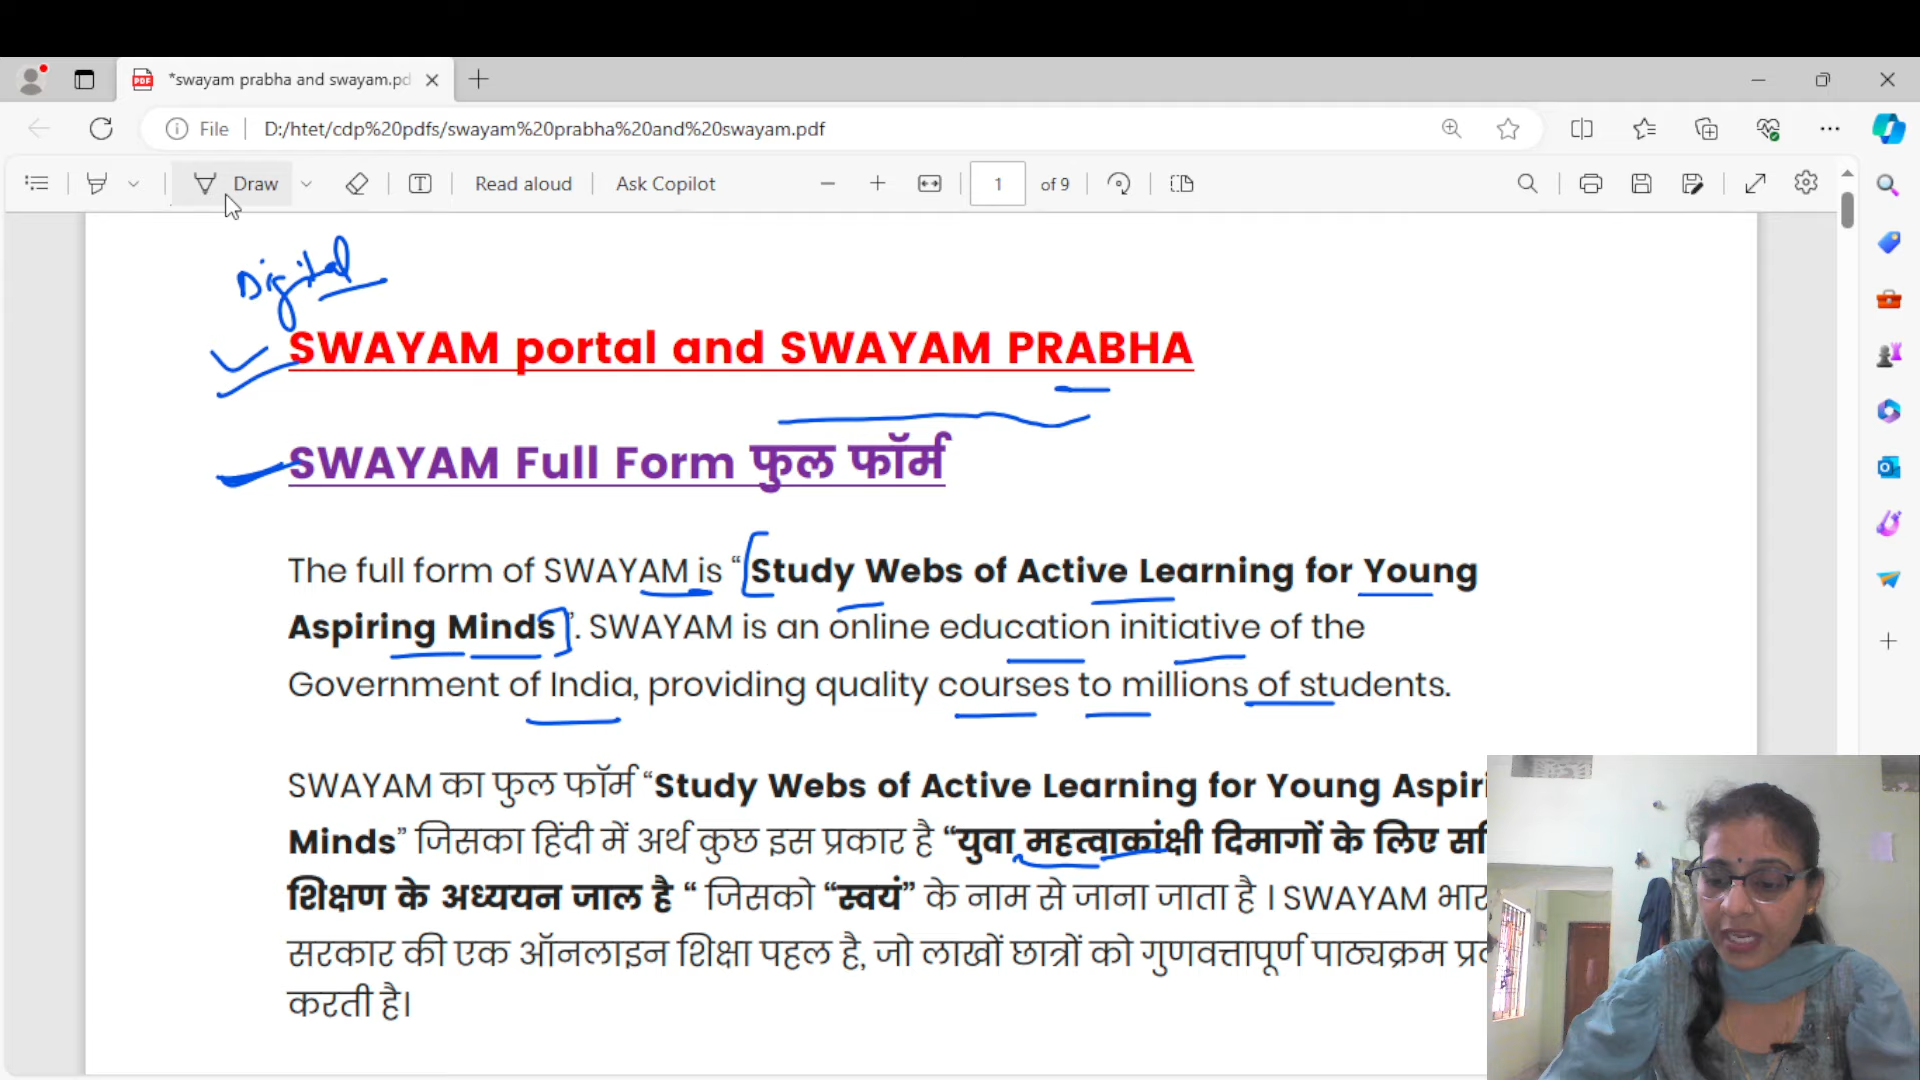 *swayam prabha and swayam.pd
File
D:/htet/cdp%20pdfs/swayam%20prabha%20and%20swayam.pdf
Draw
Read aloud
Ask Copilot
1 of 9
Digital
SWAYAM portal and SWAYAM PRABHA
SWAYAM Full Form फुल फॉर्म
The full form of SWAYAM is “Study Webs of Active Learning for Young
Aspiring Minds”. SWAYAM is an online education initiative of the
Government of India, providing quality courses to millions of students.
SWAYAM का फुल फॉर्म “Study Webs of Active Learning for Young Aspiri
Minds” जिसका हिंदी में अर्थ कुछ इस प्रकार है “युवा महत्वाकांक्षी दिमागों के लिए
शिक्षण के अध्ययन जाल है “ जिसको “स्वयं” के नाम से जाना जाता है । SWAYAM
सरकार की एक ऑनलाइन शिक्षा पहल है, जो लाखों छात्रों को गुणवत्तापूर्ण पाठ्यक्रम
करती है।